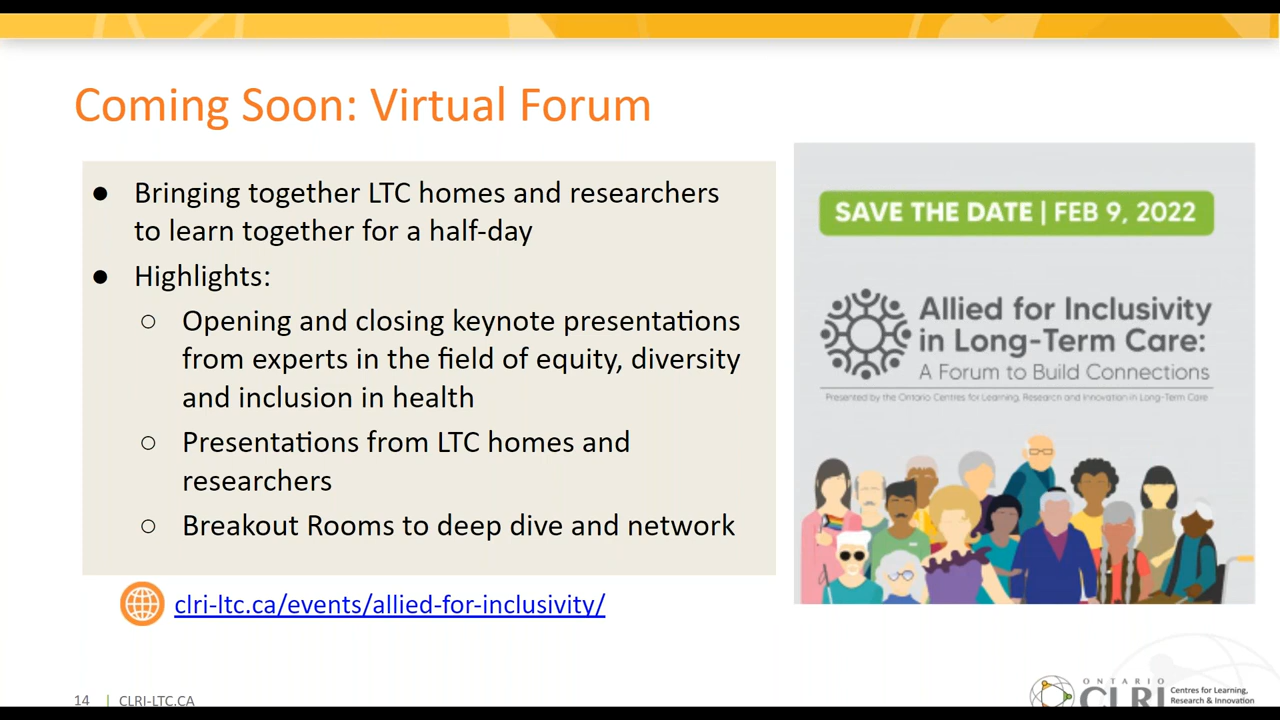 Coming Soon: Virtual Forum
● Bringing together LTC homes and researchers
to learn together for a half-day
● Highlights:
○ Opening and closing keynote presentations
from experts in the field of equity, diversity
and inclusion in health
○ Presentations from LTC homes and
researchers
○ Breakout Rooms to deep dive and network
clri-ltc.ca/events/allied-for-inclusivity/
SAVE THE DATE | FEB 9, 2022
Allied for Inclusivity
in Long-Term Care:
A Forum to Build Connections
Presented by the Ontario Centres for Learning, Research and Innovation in Long-Term Care
14 | CLRI-LTC.CA
ONTARIO
CLRI
Centres for Learning,
Research & Innovation